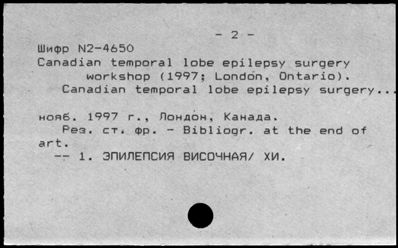 - 2 -
Шифр N2-4650
Canadian temporal lobe epilepsy surgery
workshop (1997; London, Ontario).
Canadian temporal lobe epilepsy surgery...
нояб. 1997 г., Лондон, Канада.
Рез. ст. фр. - Bibliogr. at the end of
art.
-- 1. ЭПИЛЕПСИЯ ВИСОЧНАЯ/ ХИ.